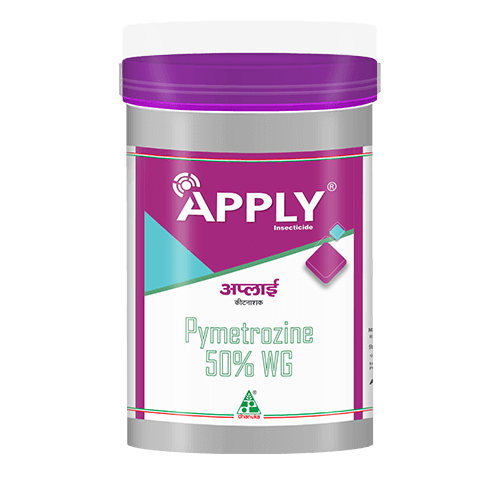 APPLY®
Insecticide
अप्लाई
कीटनाशक
Pymetrozine
50% WG
®
dhanuka